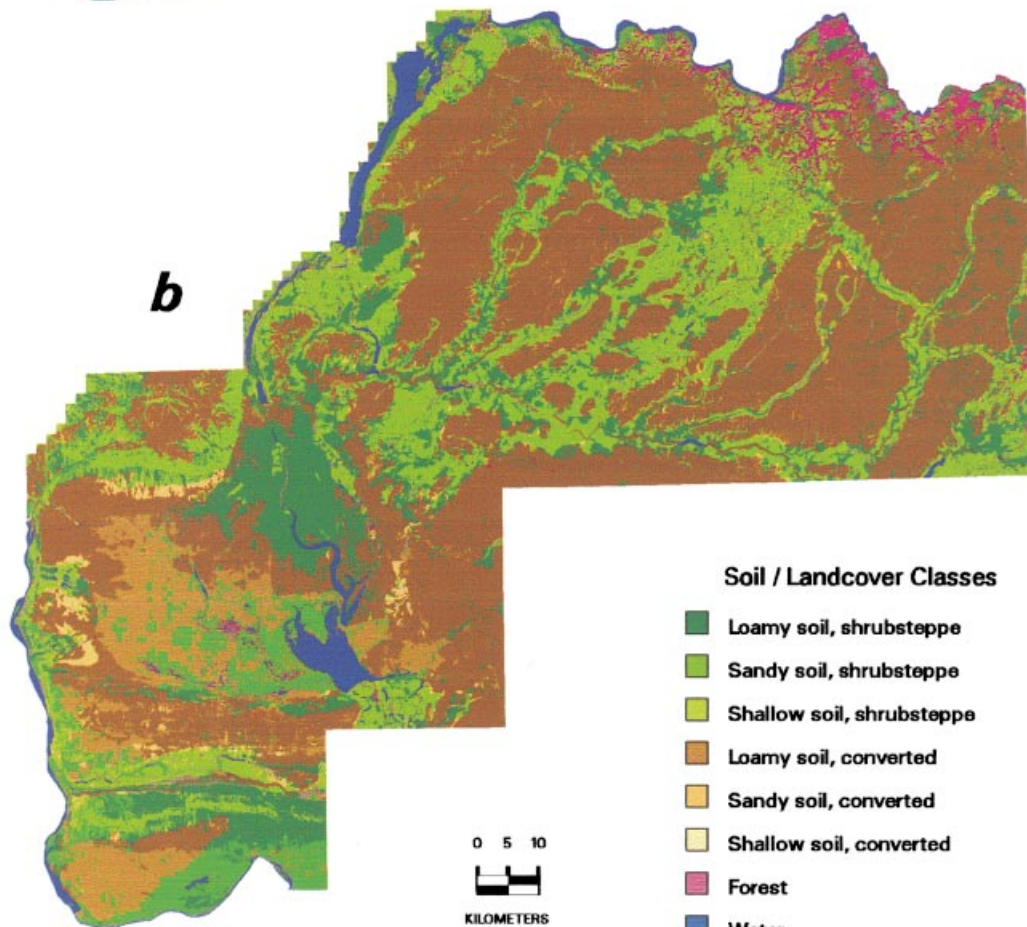 b
Soil / Landcover Classes
Loamy soil, shrubsteppe
Sandy soil, shrubsteppe
Shallow soil, shrubsteppe
Loamy soil, converted
Sandy soil, converted
Shallow soil, converted
Forest
Water
0 5 10
KILOMETERS